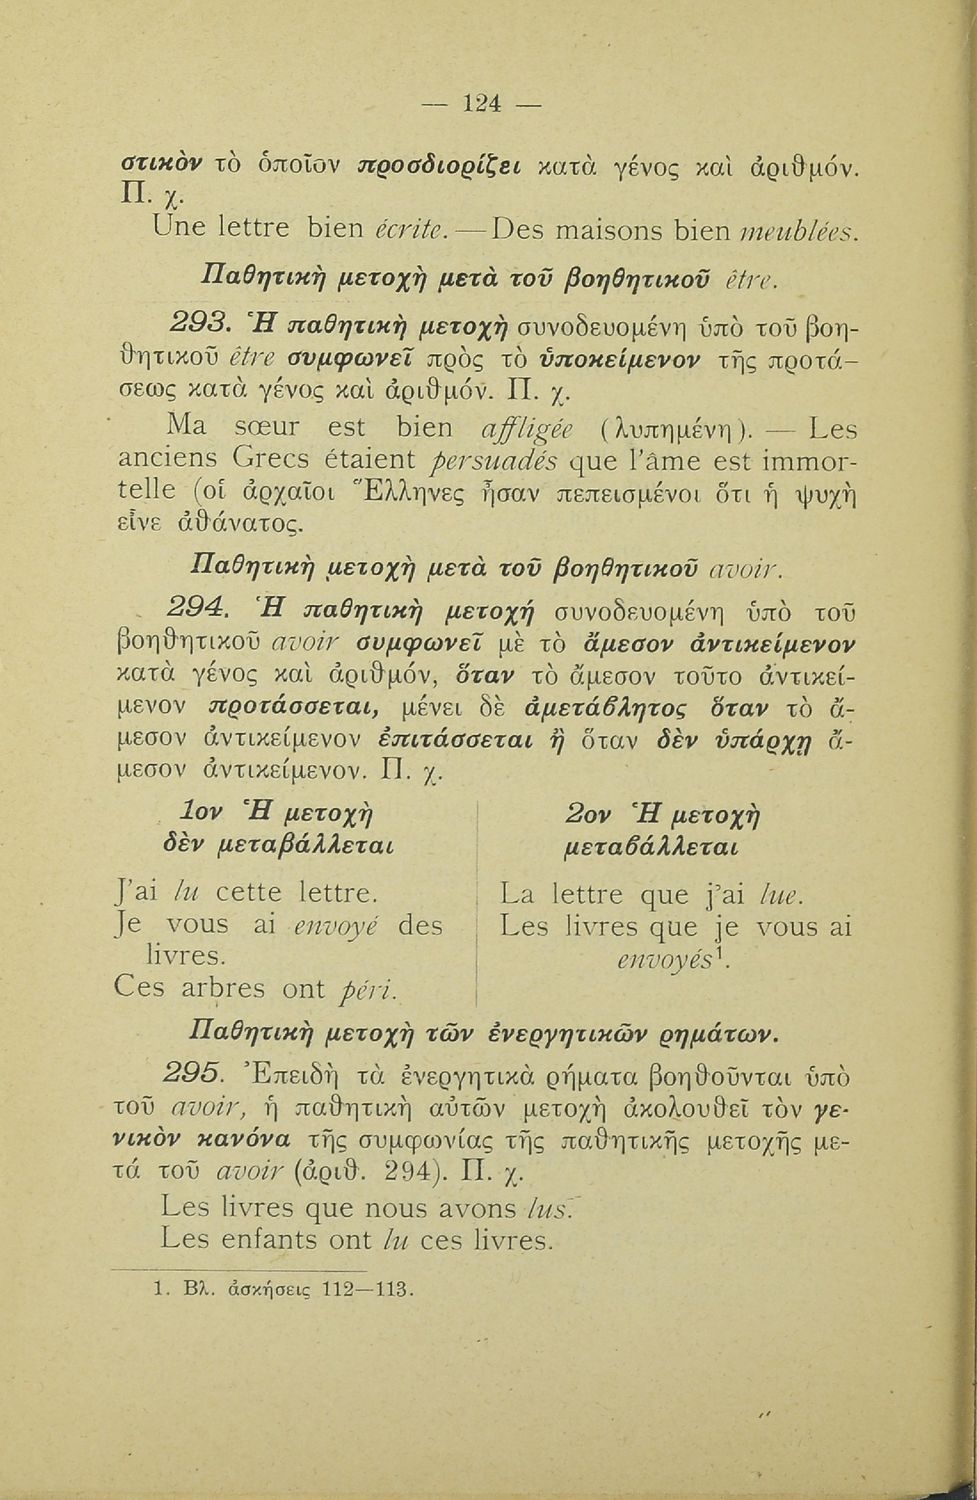 — 124 —
στικὸν τὸ ὁποῖον προσδιορίζει κατὰ γένος καὶ ἀριθμόν.
Π. χ.
Une lettre bien écrite. — Des maisons bien meublées.
Παθητικὴ μετοχὴ μετὰ τοῦ βοηθητικοῦ être.
293. Ἡ παθητικὴ μετοχὴ συνοδευομένη ὑπὸ τοῦ βοη-
θητικοῦ être συμφωνεῖ πρὸς τὸ ὑποκείμενον τῆς προτά-
σεως κατὰ γένος καὶ ἀριθμόν. Π. χ.
Ma sœur est bien affligée (λυπημένη). — Les
anciens Grecs étaient persuadés que l'âme est immor-
telle (οἱ ἀρχαῖοι Ἕλληνες ἦσαν πεπεισμένοι ὅτι ἡ ψυχὴ
εἶνε ἀθάνατος.
Παθητικὴ μετοχὴ μετὰ τοῦ βοηθητικοῦ avoir.
294. Ἡ παθητικὴ μετοχή συνοδευομένη ὑπὸ τοῦ
βοηθητικοῦ avoir συμφωνεῖ μὲ τὸ ἄμεσον ἀντικείμενον
κατὰ γένος καὶ ἀριθμόν, ὅταν τὸ ἄμεσον τοῦτο ἀντικεί-
μενον προτάσσεται, μένει δὲ ἀμετάβλητος ὅταν τὸ ἄ-
μεσον ἀντικείμενον ἐπιτάσσεται ἢ ὅταν δὲν ὑπάρχῃ ἄ-
μεσον ἀντικείμενον. Π. χ.
1ον Ἡ μετοχὴ
δὲν μεταβάλλεται
J'ai lu cette lettre.
Je vous ai envoyé des
livres.
Ces arbres ont péri.
2ον Ἡ μετοχὴ
μεταβάλλεται
La lettre que j'ai lue.
Les livres que je vous ai
envoyés¹.
Παθητικὴ μετοχὴ τῶν ἐνεργητικῶν ρημάτων.
295. Ἐπειδὴ τὰ ἐνεργητικὰ ρήματα βοηθοῦνται ὑπὸ
τοῦ avoir, ἡ παθητικὴ αὐτῶν μετοχὴ ἀκολουθεῖ τὸν γε-
νικὸν κανόνα τῆς συμφωνίας τῆς παθητικῆς μετοχῆς με-
τά τοῦ avoir (ἀριθ. 294). Π. χ.
Les livres que nous avons lus.
Les enfants ont lu ces livres.
1. Βλ. ἀσκήσεις 112—113.